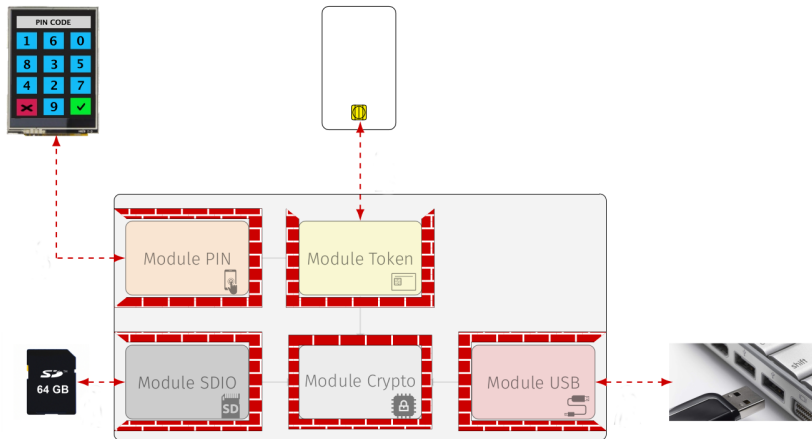 PIN CODE
1 6 0
8 3 5
4 2 7
9
Module PIN
Module Token
SD
64 GB
Module SDIO
SD
Module Crypto
Module USB
shift